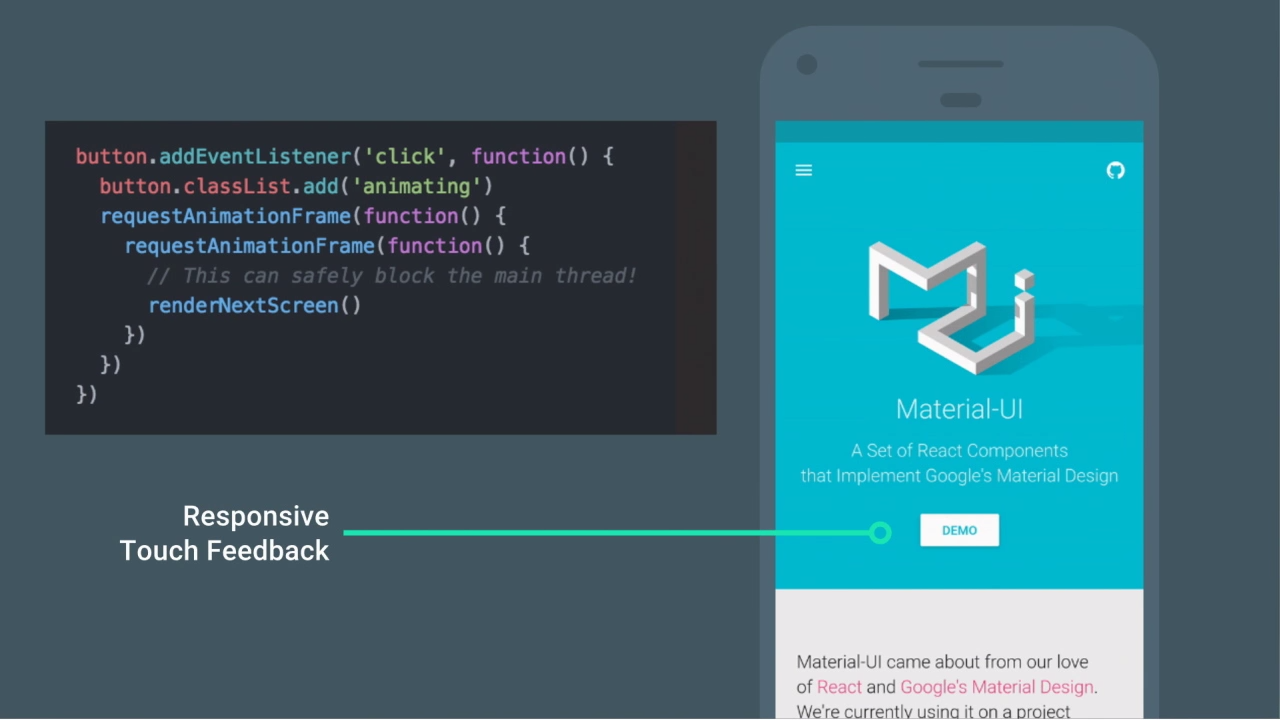 button.addEventListener('click', function() {
button.classList.add('animating')
requestAnimationFrame(function() {
requestAnimationFrame(function() {
// This can safely block the main thread!
renderNextScreen()
})
})
})
Responsive
Touch Feedback
Material-UI
A Set of React Components
that Implement Google's Material Design
DEMO
Material-UI came about from our love
of React and Google's Material Design.
We're currently using it on a project